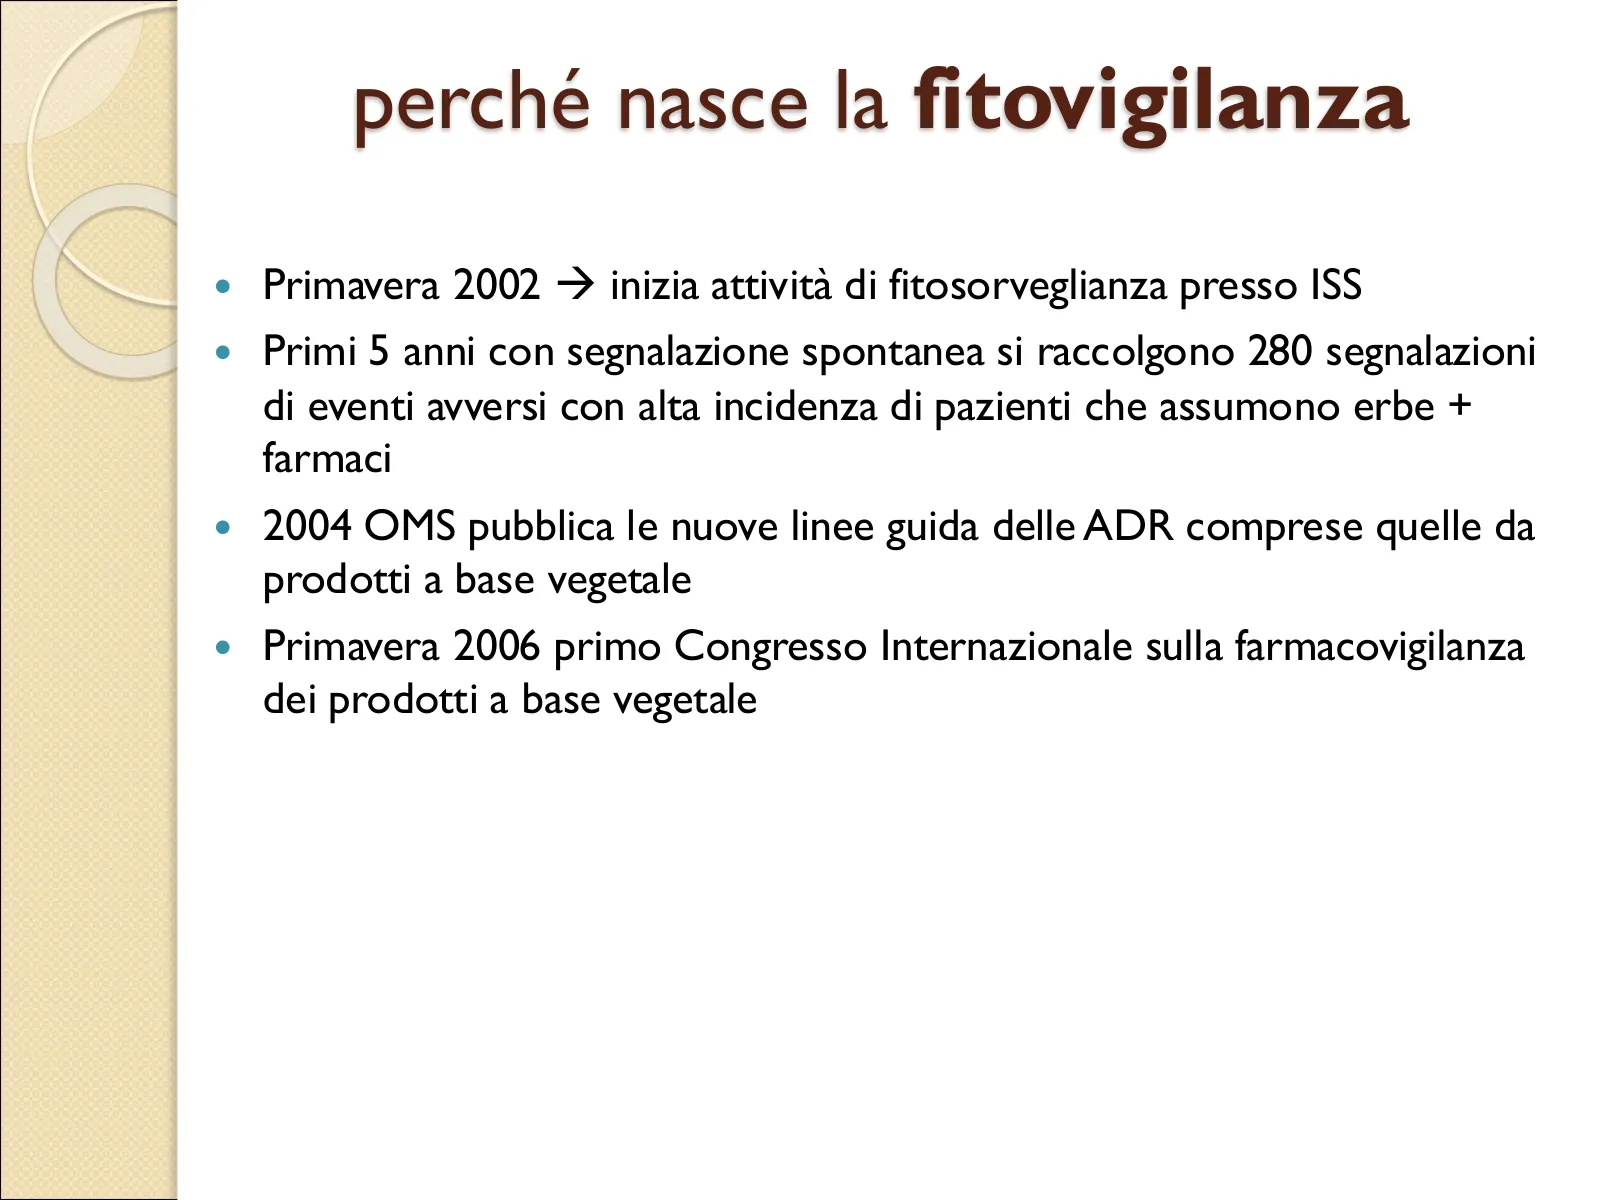 perché nasce la fitovigilanza
• Primavera 2002 → inizia attività di fitosorveglianza presso ISS
• Primi 5 anni con segnalazione spontanea si raccolgono 280 segnalazioni
di eventi avversi con alta incidenza di pazienti che assumono erbe +
farmaci
• 2004 OMS pubblica le nuove linee guida delle ADR comprese quelle da
prodotti a base vegetale
• Primavera 2006 primo Congresso Internazionale sulla farmacovigilanza
dei prodotti a base vegetale